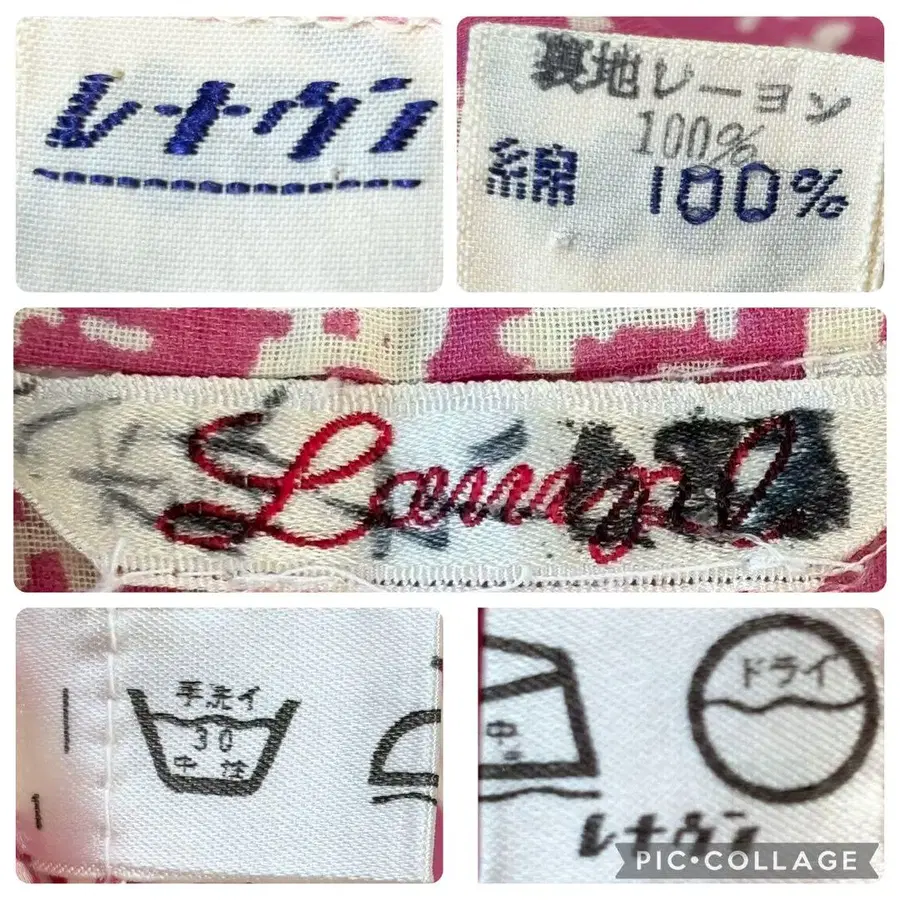 レナウン
裏地レーヨン
100%
綿 100%
手洗イ
30
中性
ドライ
中
レナウン
PIC•COLLAGE